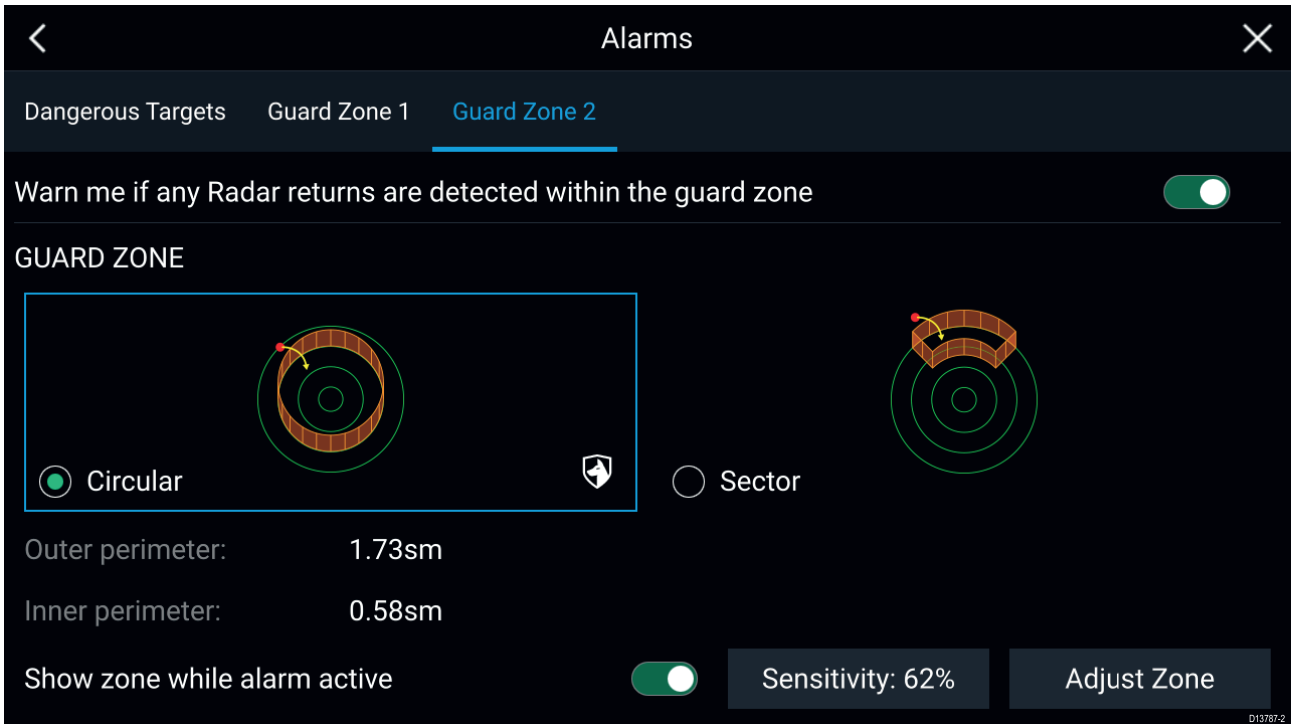 Alarms
Dangerous Targets Guard Zone 1 Guard Zone 2
Warn me if any Radar returns are detected within the guard zone
GUARD ZONE
Circular Sector
Outer perimeter: 1.73sm
Inner perimeter: 0.58sm
Show zone while alarm active Sensitivity: 62% Adjust Zone
D13787-2